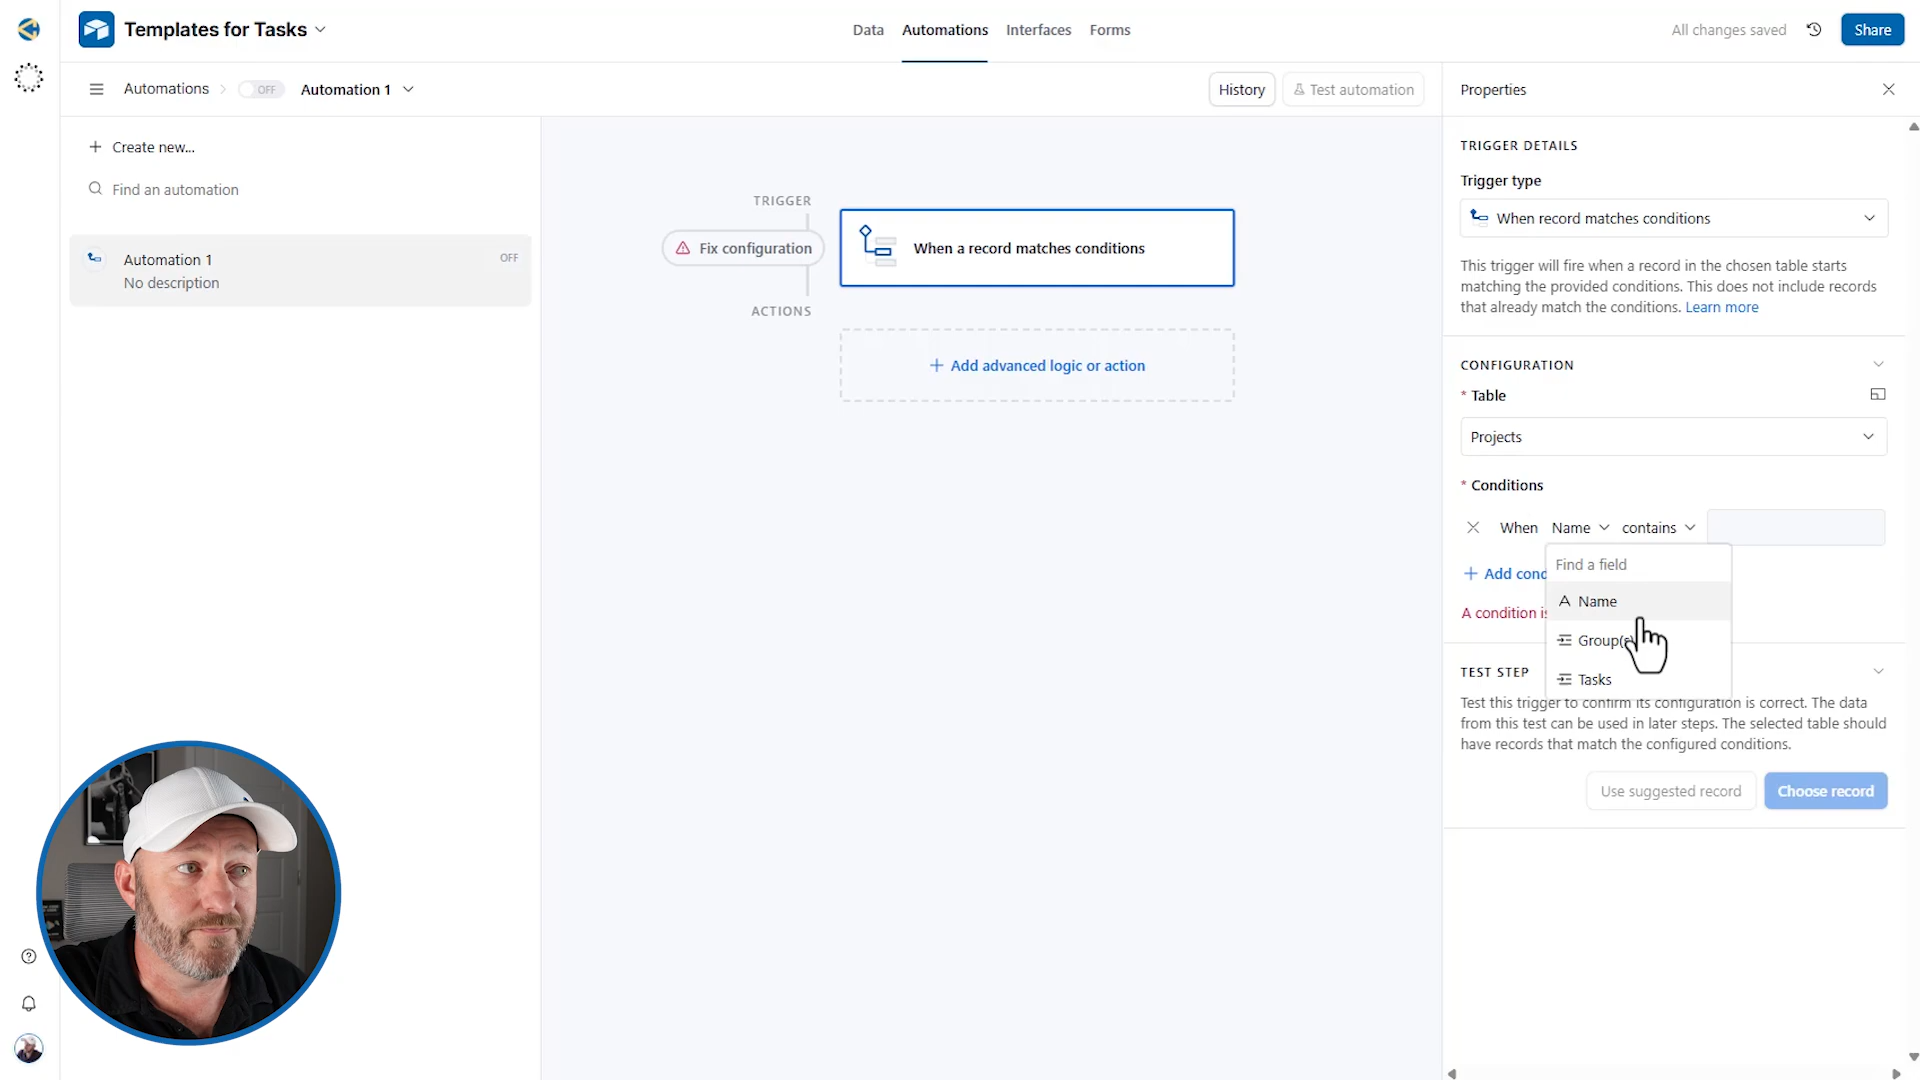 Templates for Tasks
Data
Automations
Interfaces
Forms
All changes saved
Share
Automations
OFF
Automation 1
History
Test automation
Properties
Create new...
Find an automation
Automation 1
OFF
No description
TRIGGER
Fix configuration
When a record matches conditions
ACTIONS
Add advanced logic or action
TRIGGER DETAILS
Trigger type
When record matches conditions
This trigger will fire when a record in the chosen table starts
matching the provided conditions. This does not include records
that already match the conditions. Learn more
CONFIGURATION
* Table
Projects
* Conditions
When Name contains
Find a field
Add cond
Name
A condition is
Group(s)
TEST STEP
Tasks
Test this trigger to confirm its configuration is correct. The data
from this test can be used in later steps. The selected table should
have records that match the configured conditions.
Use suggested record
Choose record